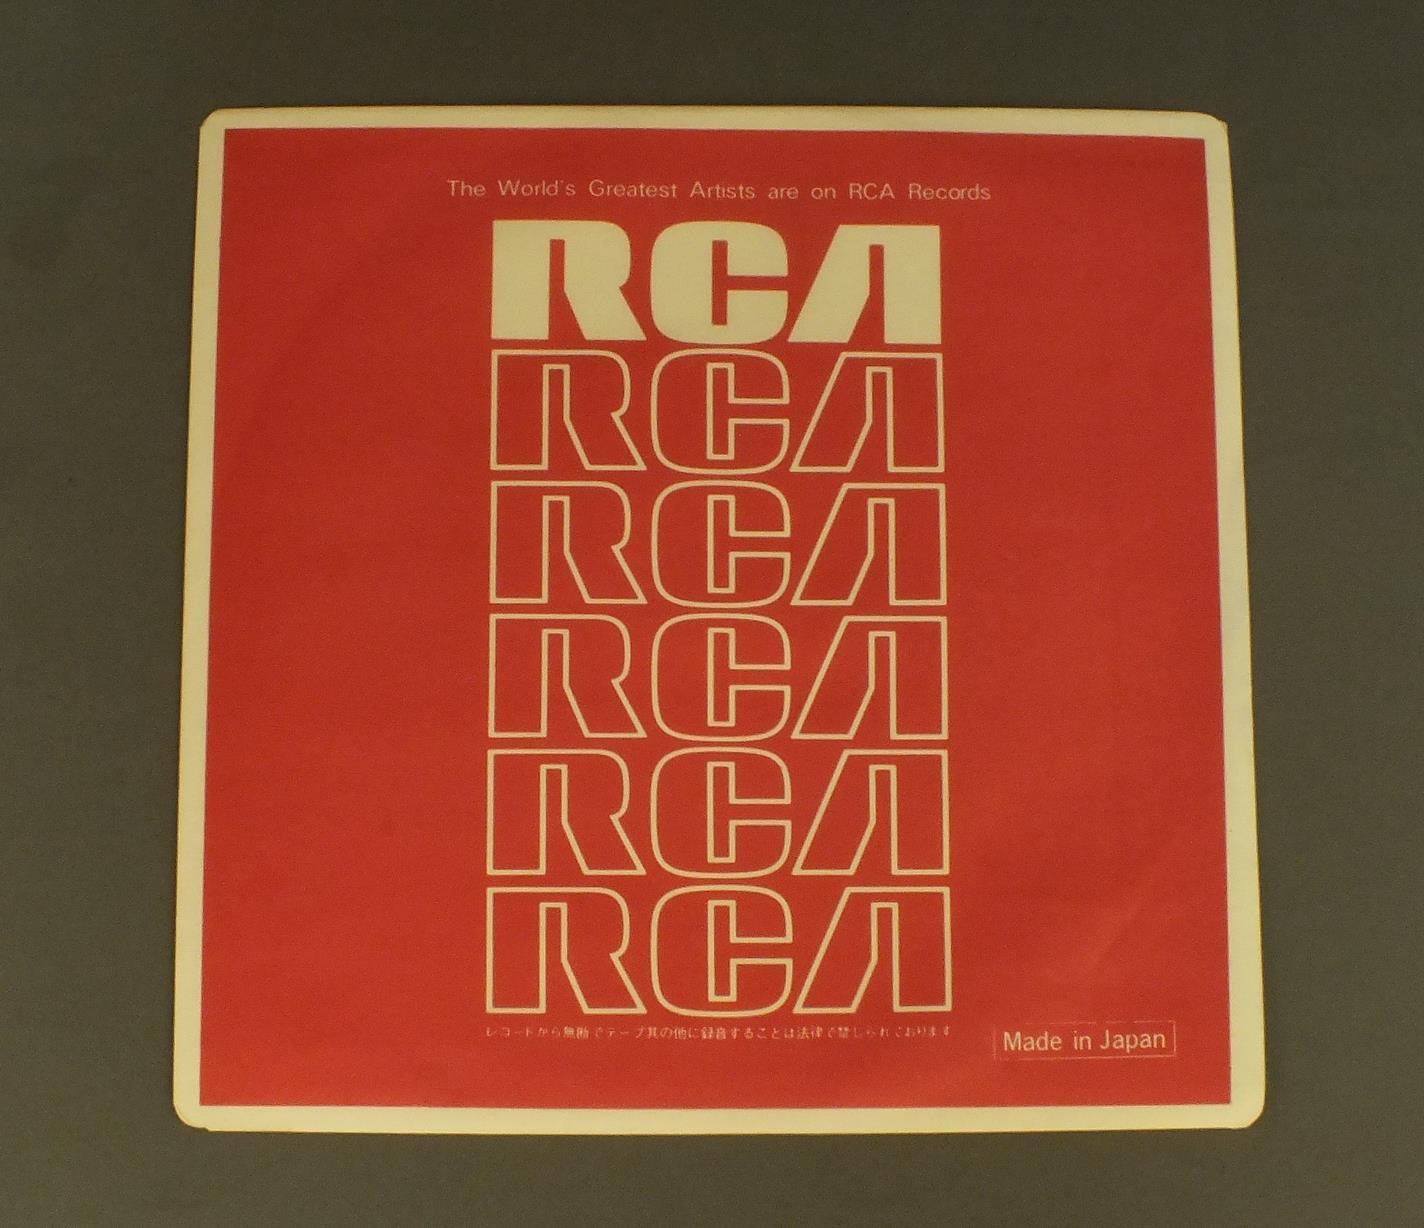 The World's Greatest Artists are on RCA Records
RCA
RCA
RCA
RCA
RCA
RCA
レコードから無断でテープ其の他に録音することは法律で禁じられております
Made in Japan